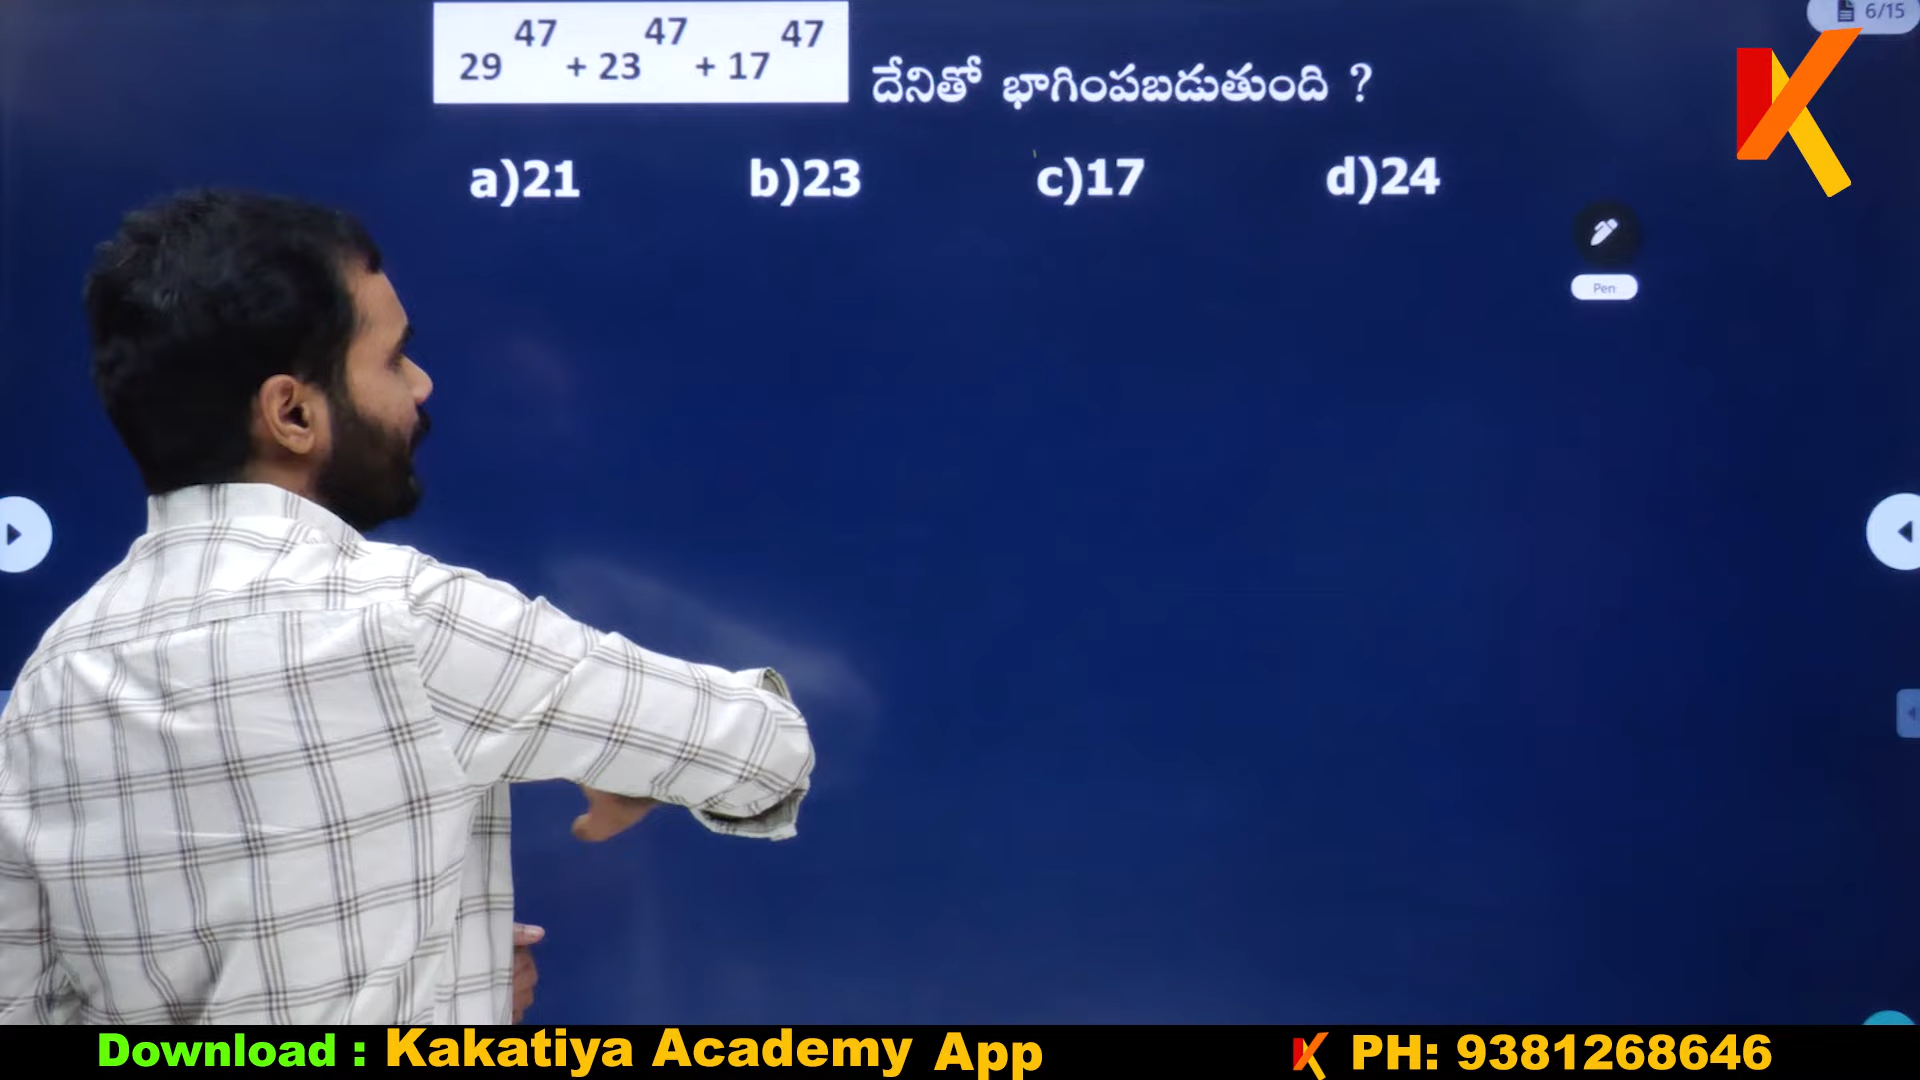 6/15
29^47 + 23^47 + 17^47 దేనితో భాగింపబడుతుంది ?
a)21 b)23 c)17 d)24
Pen
Download : Kakatiya Academy App K PH: 9381268646